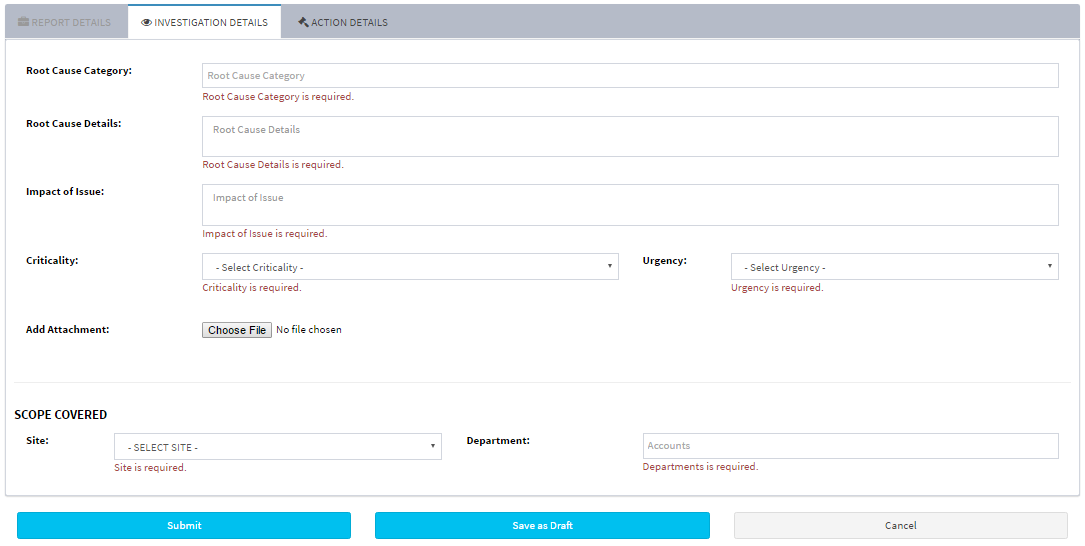 REPORT DETAILS INVESTIGATION DETAILS ACTION DETAILS
Root Cause Category: Root Cause Category
Root Cause Category is required.
Root Cause Details: Root Cause Details
Root Cause Details is required.
Impact of Issue: Impact of Issue
Impact of Issue is required.
Criticality: - Select Criticality - Urgency: - Select Urgency -
Criticality is required. Urgency is required.
Add Attachment: Choose File No file chosen
SCOPE COVERED
Site: - SELECT SITE - Department: Accounts
Site is required. Departments is required.
Submit Save as Draft Cancel